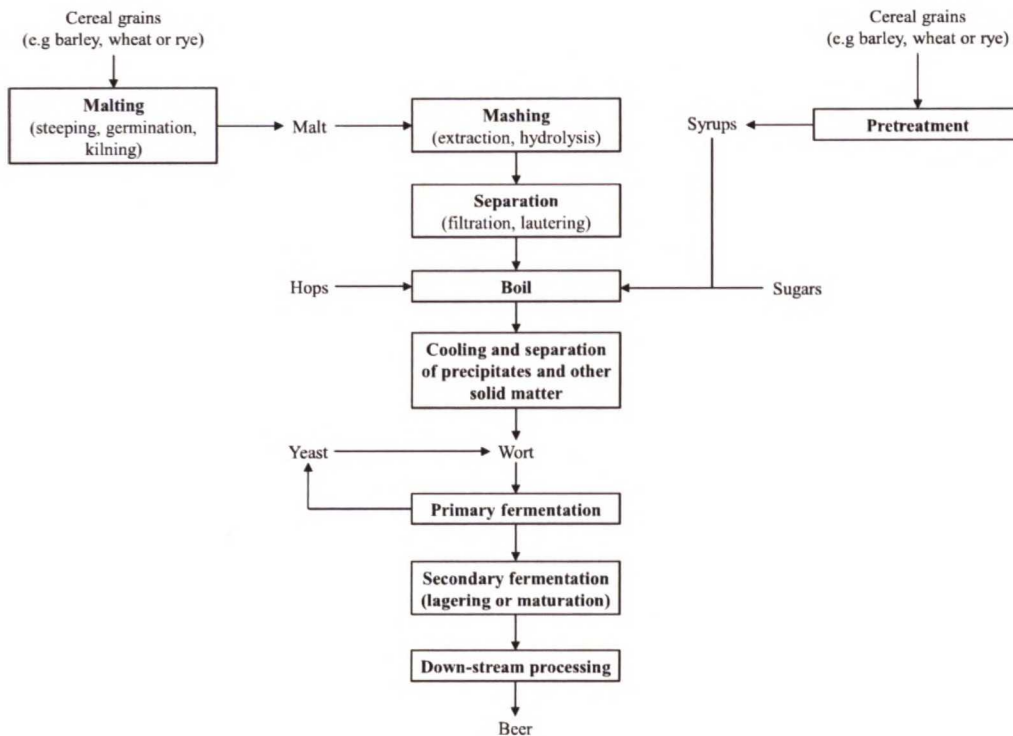 Cereal grains
(e.g barley, wheat or rye)
Cereal grains
(e.g barley, wheat or rye)
Malting
(steeping, germination,
kilning)
Malt
Mashing
(extraction, hydrolysis)
Syrups
Pretreatment
Separation
(filtration, lautering)
Hops
Boil
Sugars
Cooling and separation
of precipitates and other
solid matter
Yeast
Wort
Primary fermentation
Secondary fermentation
(lagering or maturation)
Down-stream processing
Beer